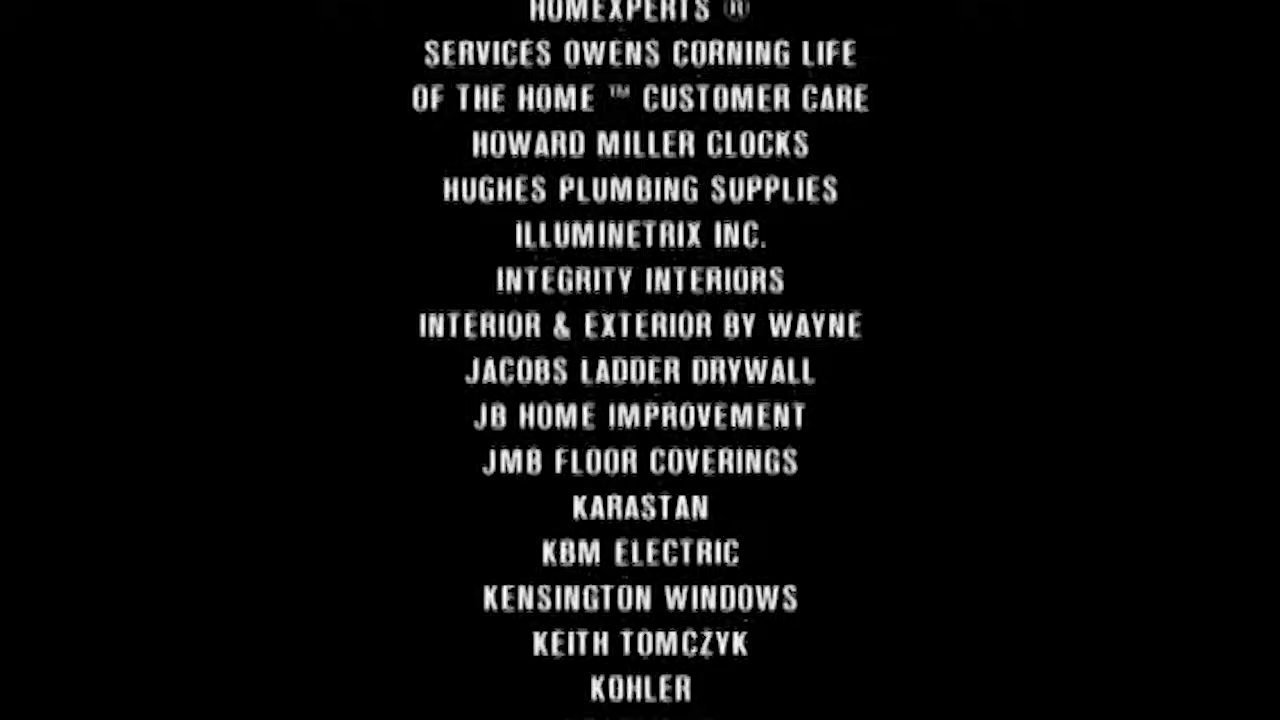 HOMEXPERTS ®
SERVICES OWENS CORNING LIFE
OF THE HOME ™ CUSTOMER CARE
HOWARD MILLER CLOCKS
HUGHES PLUMBING SUPPLIES
ILLUMINETRIX INC.
INTEGRITY INTERIORS
INTERIOR & EXTERIOR BY WAYNE
JACOBS LADDER DRYWALL
JB HOME IMPROVEMENT
JMB FLOOR COVERINGS
KARASTAN
KBM ELECTRIC
KENSINGTON WINDOWS
KEITH TOMCZYK
KOHLER